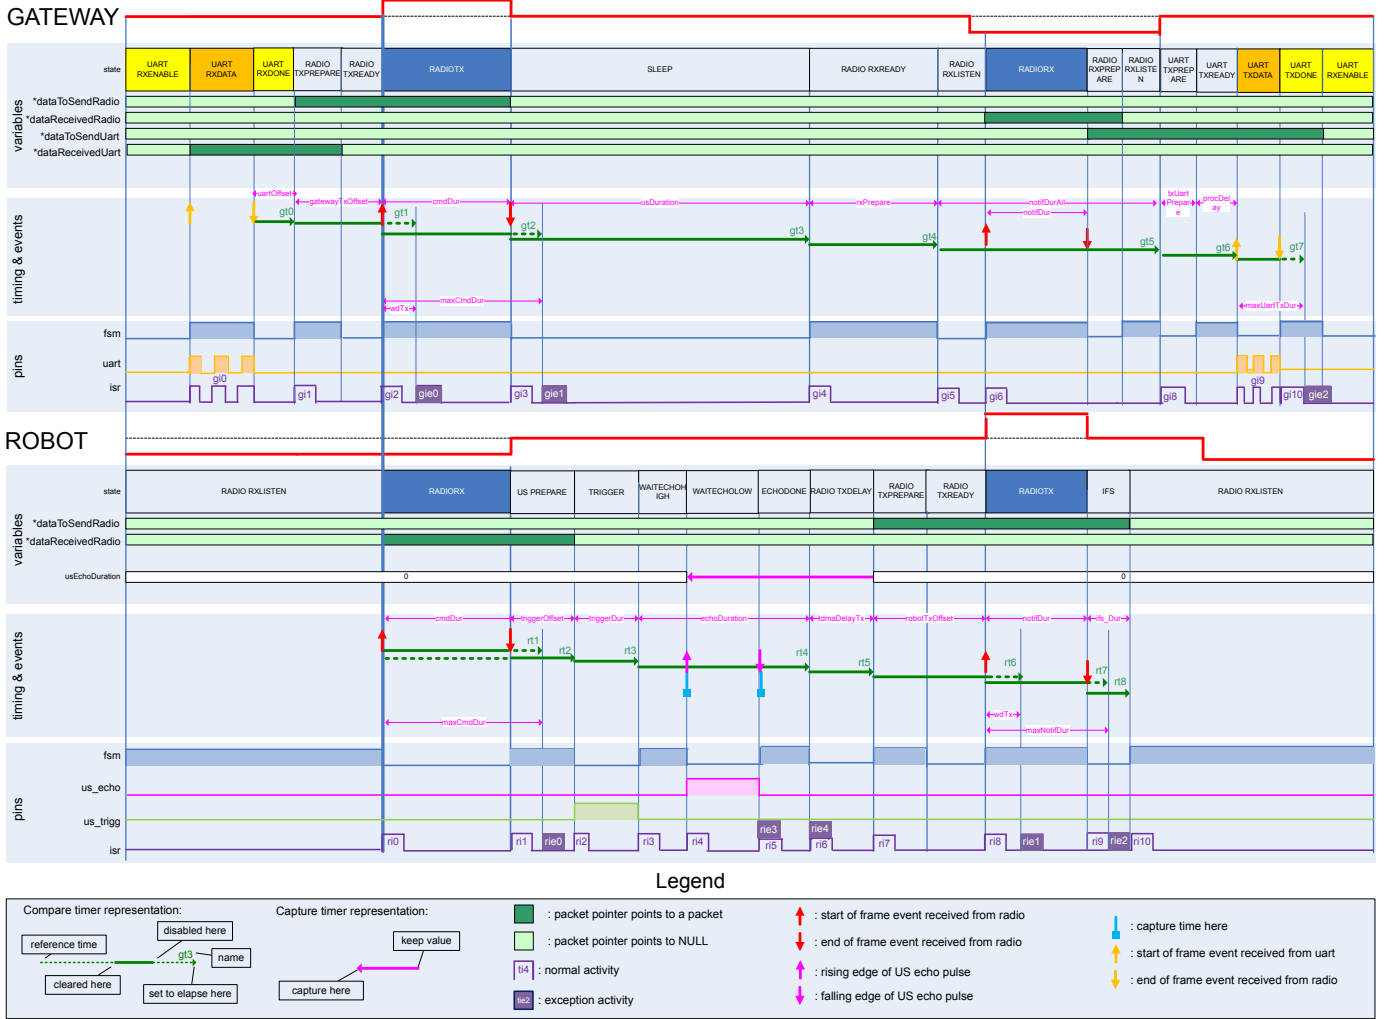 GATEWAY
state
UART RXENABLE
UART RXDATA
UART RXDONE
RADIO TXPREPARE
RADIO TXREADY
RADIOTX
SLEEP
RADIO RXREADY
RADIO RXLISTEN
RADIORX
RADIO RXPREP ARE
RADIO RXLISTE N
UART TXPREP ARE
UART TXREADY
UART TXDATA
UART TXDONE
UART RXENABLE
variables
*dataToSendRadio
*dataReceivedRadio
*dataToSendUart
*dataReceivedUart
timing & events
uartOffset
gatewayTxOffset
cmdDur
usDuration
rxPrepare
notifDurAll
notifDur
txUart Prepar e
procDel ay
gt0
gt1
gt2
gt3
gt4
gt5
gt6
gt7
maxCmdDur
wdTx
maxUartTxDur
pins
fsm
uart
isr
gi0
gi1
gi2
gie0
gi3
gie1
gi4
gi5
gi6
gi8
gi9
gi10
gie2
ROBOT
state
RADIO RXLISTEN
RADIORX
US PREPARE
TRIGGER
WAITECHOH IGH
WAITECHOLOW
ECHODONE
RADIO TXDELAY
RADIO TXPREPARE
RADIO TXREADY
RADIOTX
IFS
RADIO RXLISTEN
variables
*dataToSendRadio
*dataReceivedRadio
usEchoDuration
0
0
timing & events
cmdDur
triggerOffset
triggerDur
echoDuration
tdmaDelayTx
robotTxOffset
notifDur
ifs_Dur
rt1
rt2
rt3
rt4
rt5
rt6
rt7
rt8
maxCmdDur
wdTx
maxNotifDur
pins
fsm
us_echo
us_trigg
isr
ri0
ri1
rie0
ri2
ri3
ri4
rie3
ri5
rie4
ri6
ri7
ri8
rie1
ri9
rie2
ri10
Legend
Compare timer representation:
reference time
disabled here
gt3
name
cleared here
set to elapse here
Capture timer representation:
keep value
capture here
: packet pointer points to a packet
: packet pointer points to NULL
ti4 : normal activity
tie2 : exception activity
: start of frame event received from radio
: end of frame event received from radio
: rising edge of US echo pulse
: falling edge of US echo pulse
: capture time here
: start of frame event received from uart
: end of frame event received from radio